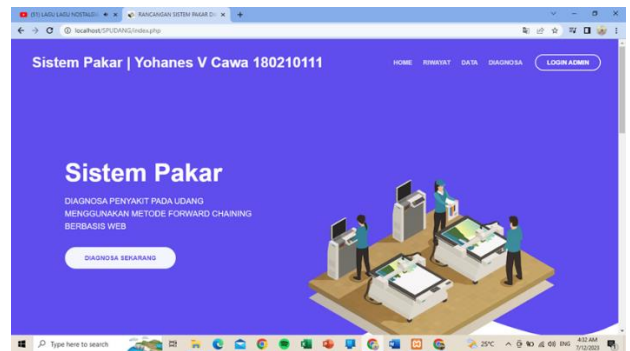 (51) LAGU LAGU NOSTALGI
RANCANGAN SISTEM PAKAR DI
localhost/SPUDANG/index.php
Sistem Pakar | Yohanes V Cawa 180210111
HOME RIWAYAT DATA DIAGNOSA LOGIN ADMIN
Sistem Pakar
DIAGNOSA PENYAKIT PADA UDANG
MENGGUNAKAN METODE FORWARD CHAINING
BERBASIS WEB
DIAGNOSA SEKARANG
Type here to search
25°C
ENG
4:32 AM
7/12/2023